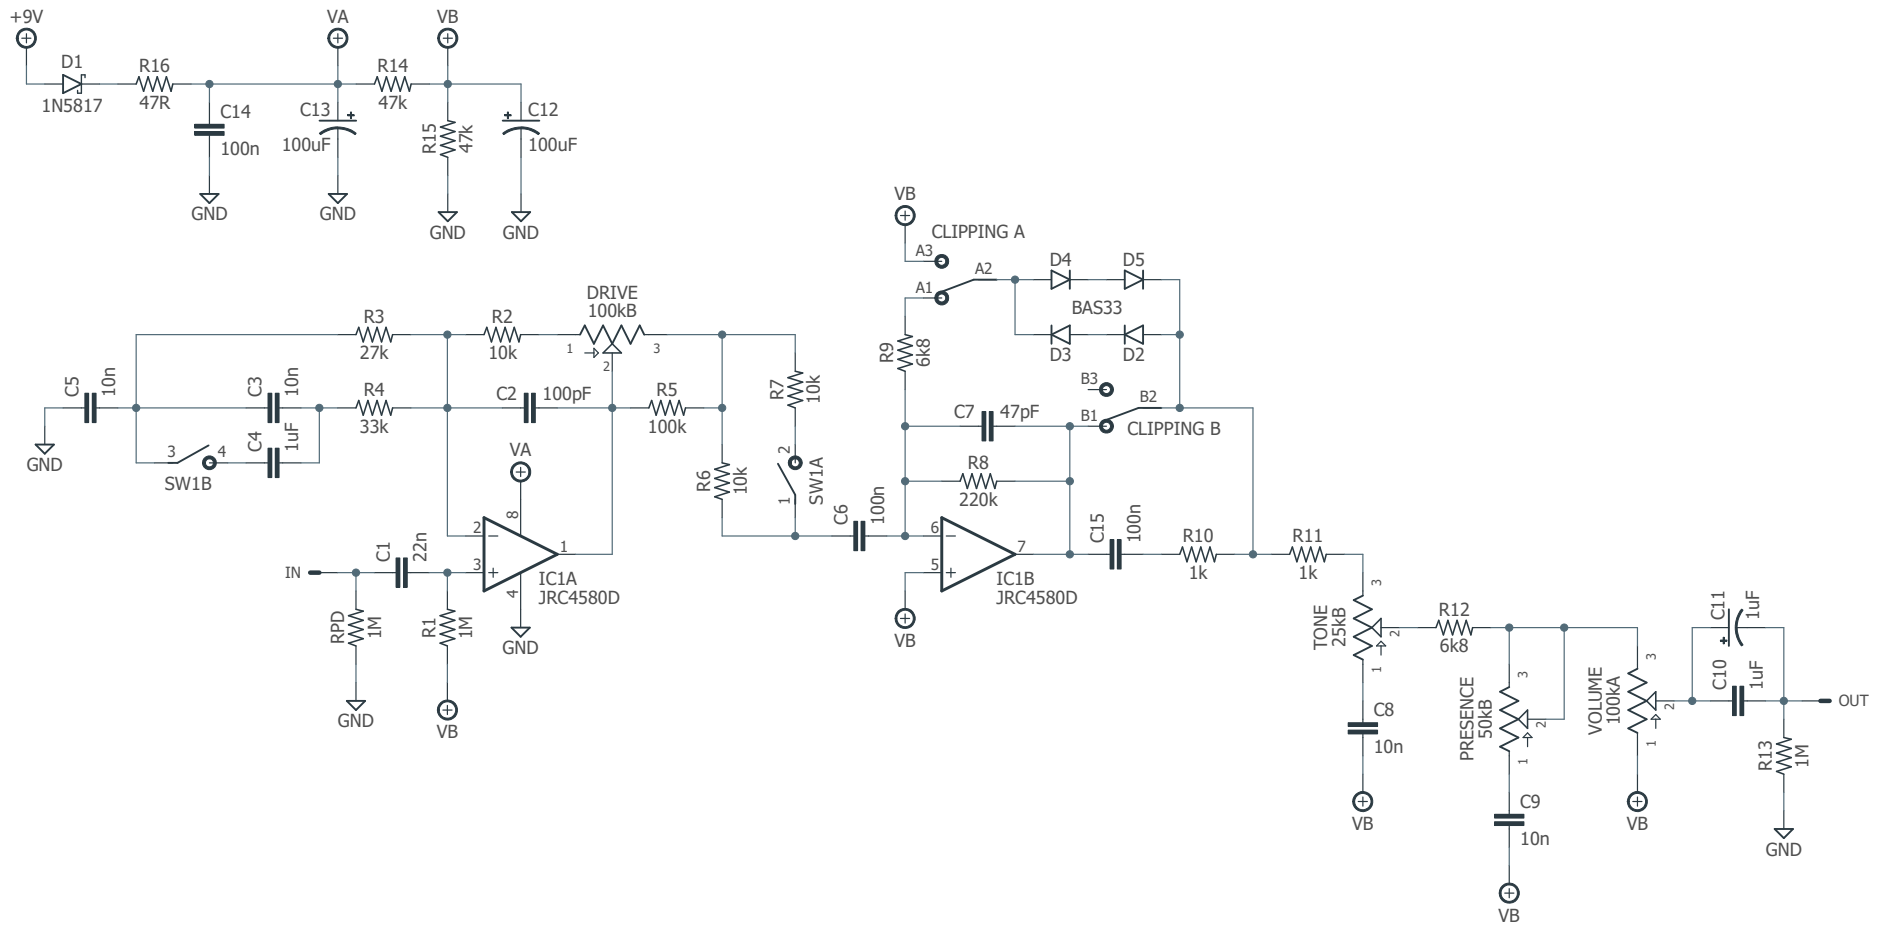 +9V
VA
VB
D1
1N5817
R16
47R
R14
47k
C14
100n
C13
+
100uF
R15
47k
+
C12
100uF
GND
GND
GND
GND
VB
CLIPPING A
A3
A2
A1
D4
D5
BAS33
D3
D2
R9
6k8
B3
B2
B1
CLIPPING B
DRIVE
100kB
1
2
3
R3
27k
R2
10k
C5
10n
C3
10n
R4
33k
C2
100pF
R5
100k
R7
10k
GND
3
4
SW1B
C4
1uF
VA
R6
10k
2
1
SW1A
C7
47pF
R8
220k
C6
100n
IN
C1
22n
2
3
8
4
1
IC1A
JRC4580D
GND
RPD
1M
R1
1M
GND
VB
6
5
7
IC1B
JRC4580D
VB
C15
100n
R10
1k
R11
1k
TONE
25kB
3
2
1
R12
6k8
C8
10n
VB
PRESENCE
50kB
3
2
1
C9
10n
VB
VOLUME
100kA
3
2
1
VB
C11
1uF
+
C10
1uF
OUT
R13
1M
GND